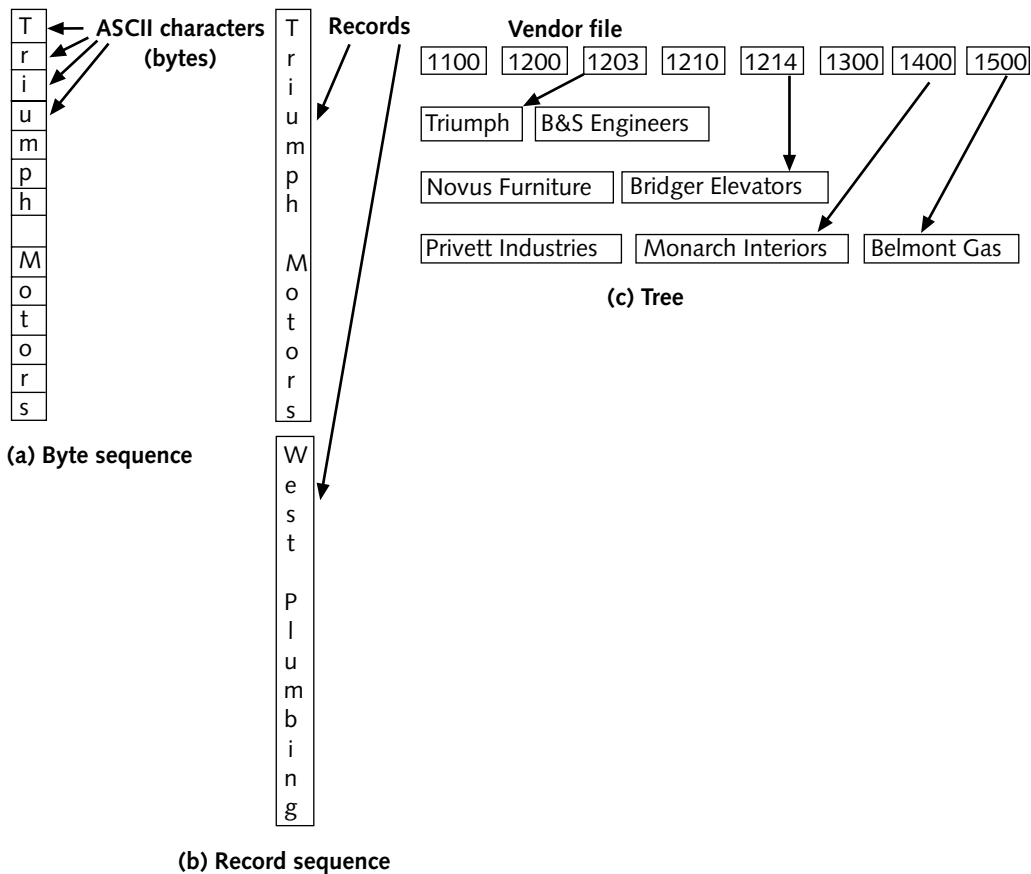 T
r
i
u
m
p
h
M
o
t
o
r
s
ASCII characters
(bytes)
(a) Byte sequence
T
r
i
u
m
p
h
M
o
t
o
r
s
Records
W
e
s
t
P
l
u
m
b
i
n
g
(b) Record sequence
Vendor file
1100 1200 1203 1210 1214 1300 1400 1500
Triumph B&S Engineers
Novus Furniture Bridger Elevators
Privett Industries Monarch Interiors Belmont Gas
(c) Tree